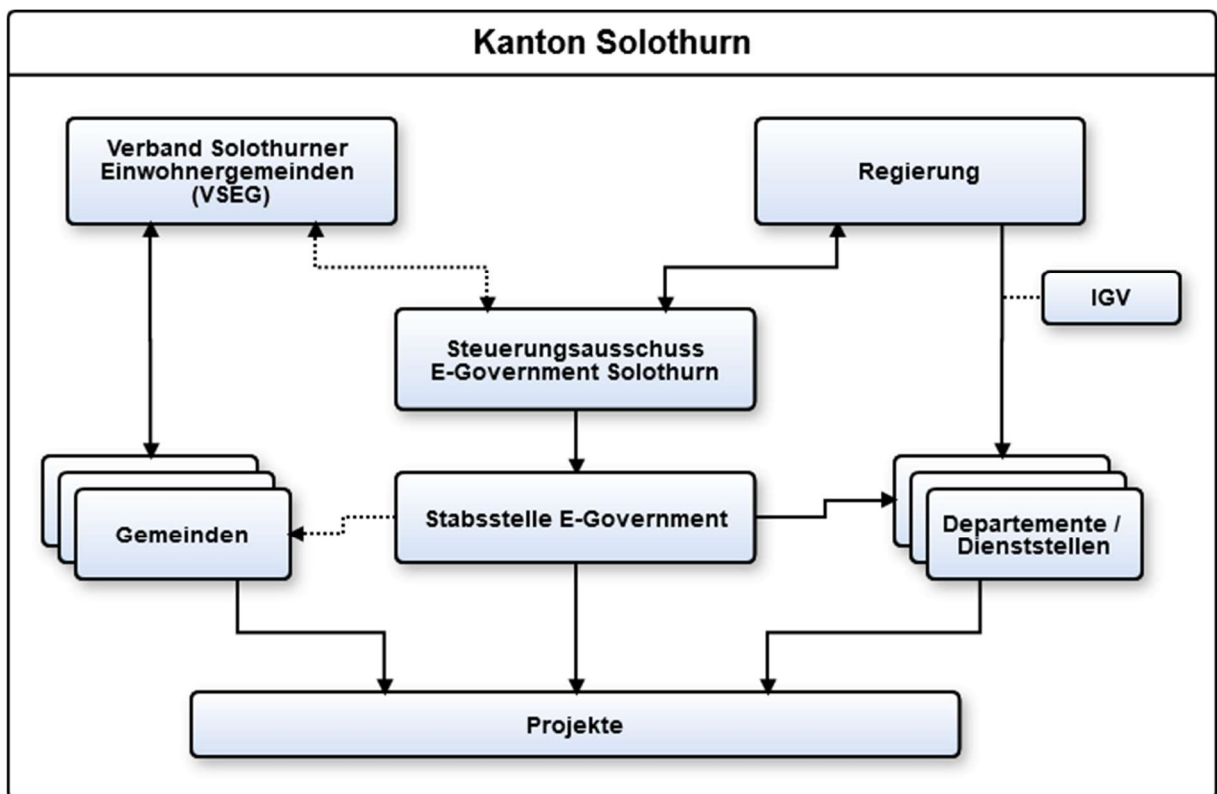 Kanton Solothurn
Verband Solothurner
Einwohnergemeinden
(VSEG)
Regierung
IGV
Steuerungsausschuss
E-Government Solothurn
Gemeinden
Stabsstelle E-Government
Departemente /
Dienststellen
Projekte